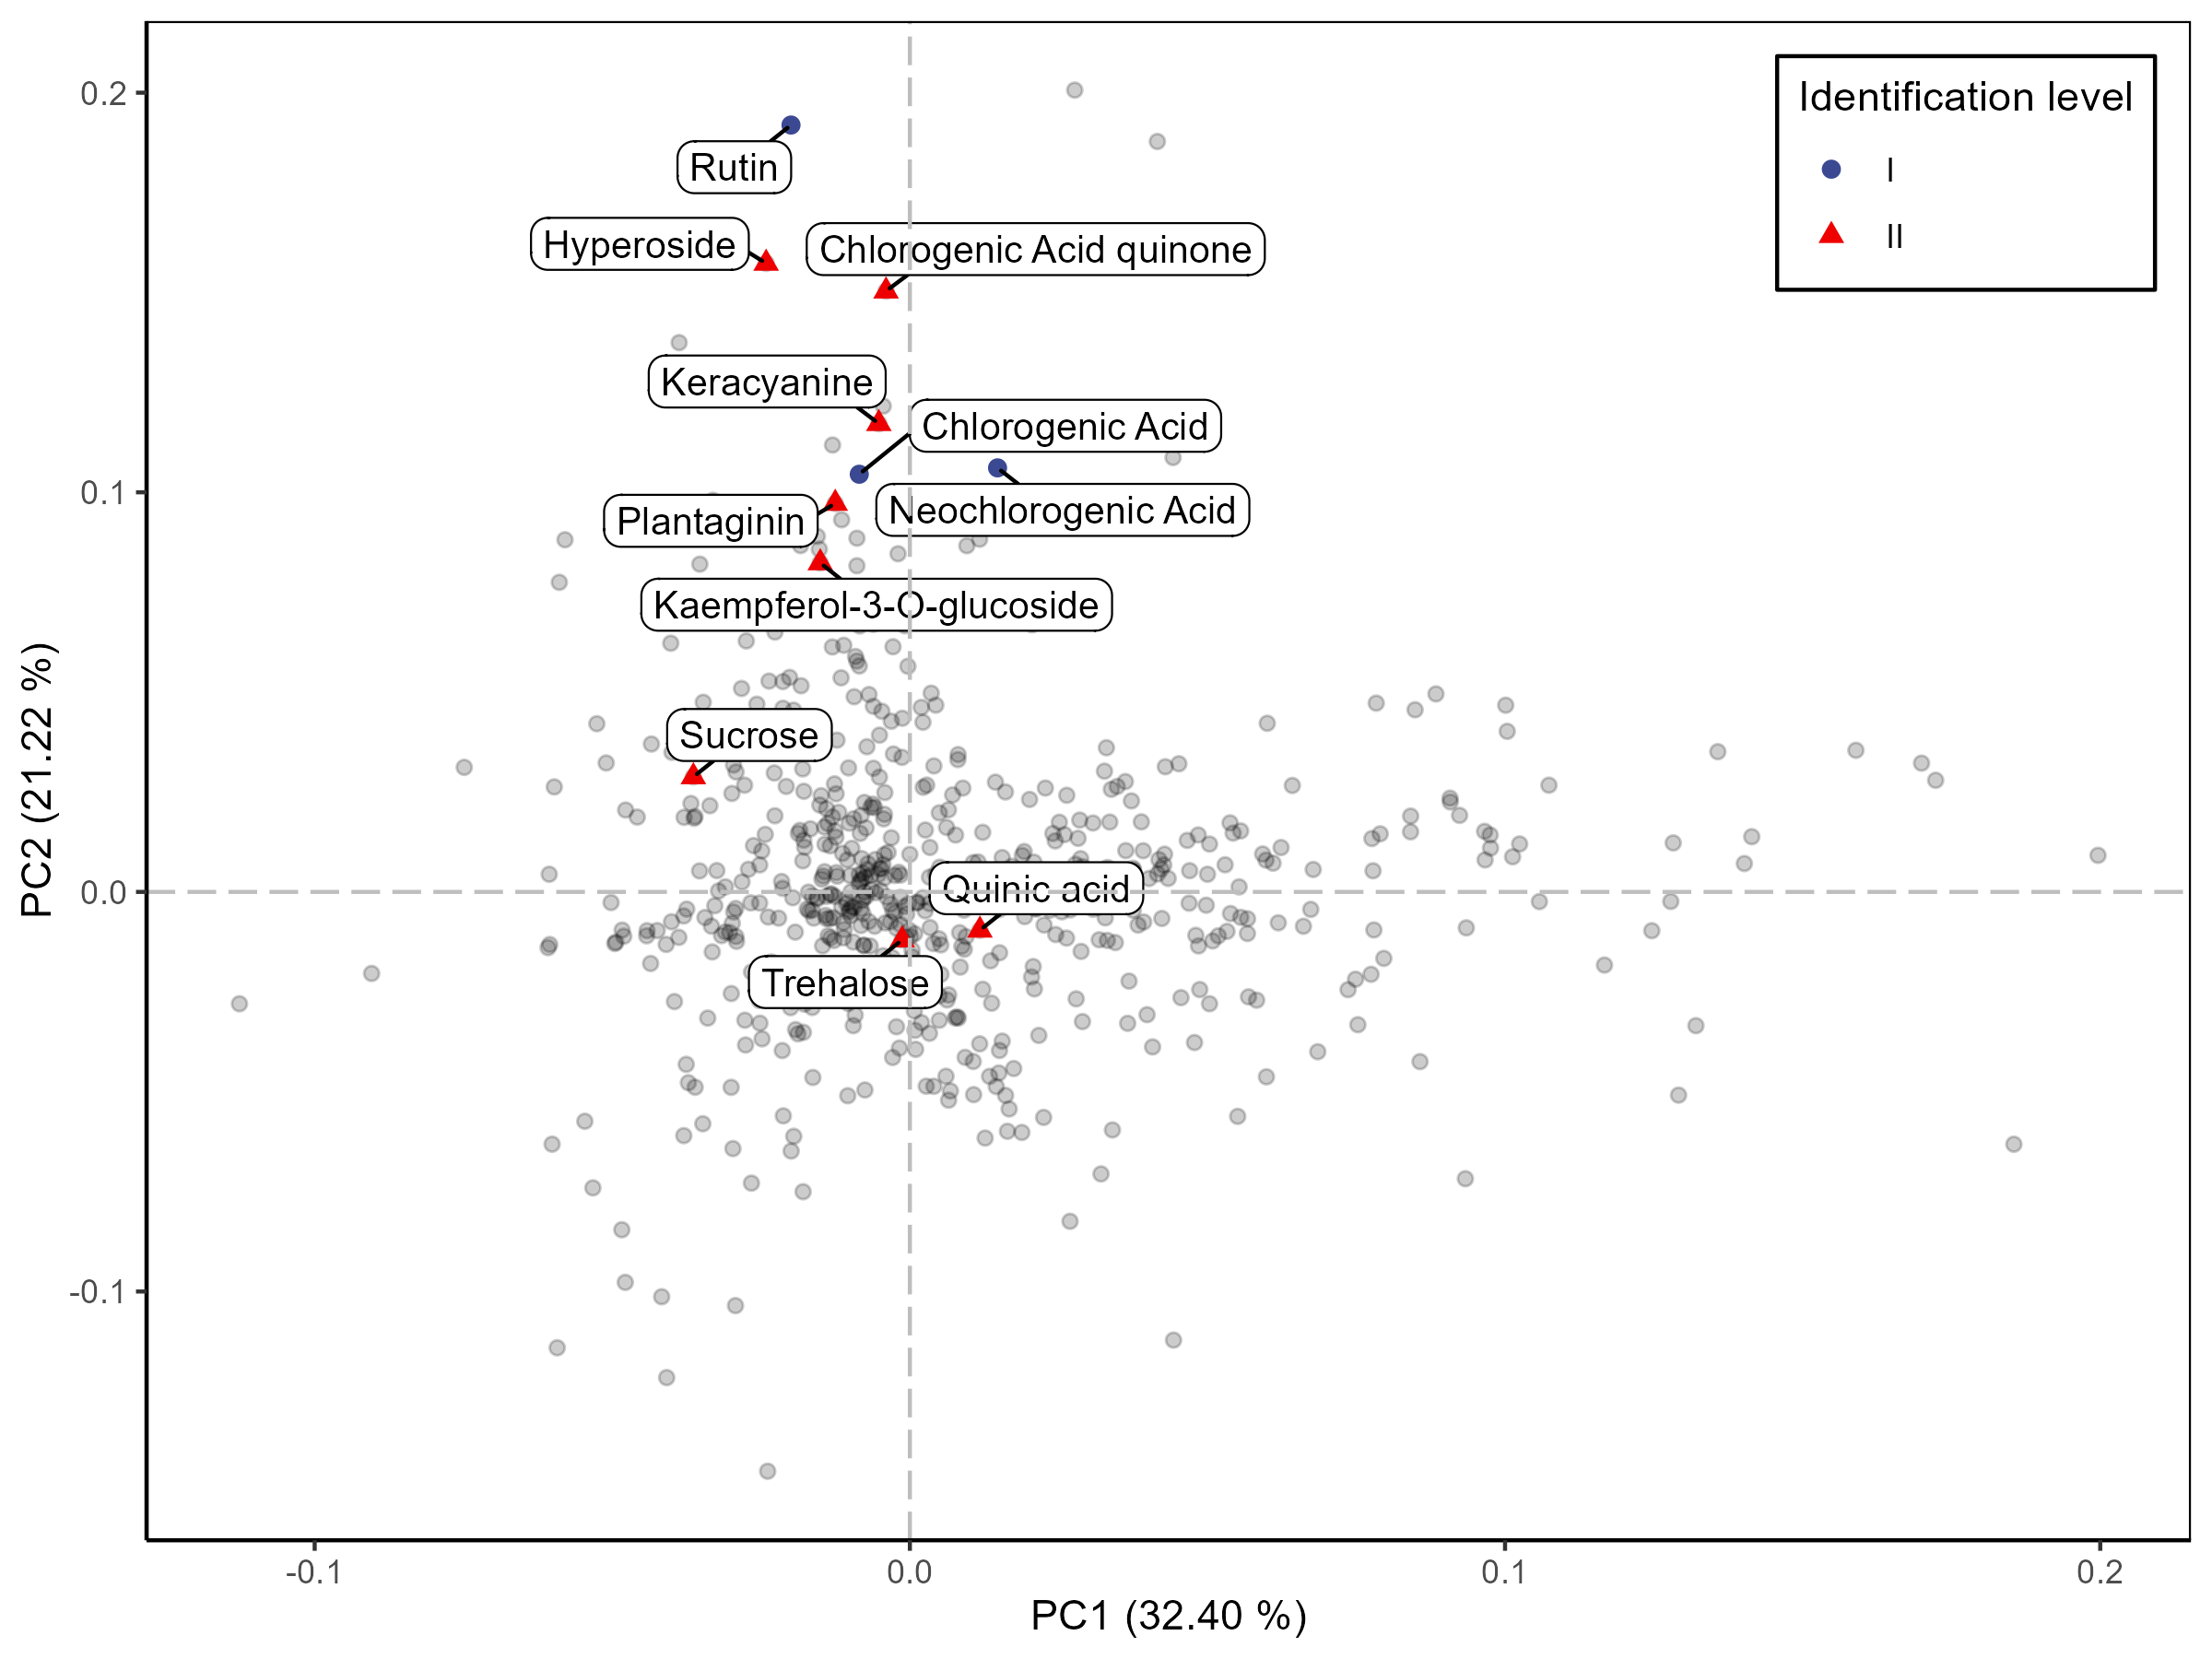 Identification level
I
II
Rutin
Hyperoside
Chlorogenic Acid quinone
Keracyanine
Chlorogenic Acid
Neochlorogenic Acid
Plantaginin
Kaempferol-3-O-glucoside
Sucrose
Quinic acid
Trehalose
0.2
0.1
0.0
-0.1
PC2 (21.22 %)
-0.1
0.0
0.1
0.2
PC1 (32.40 %)